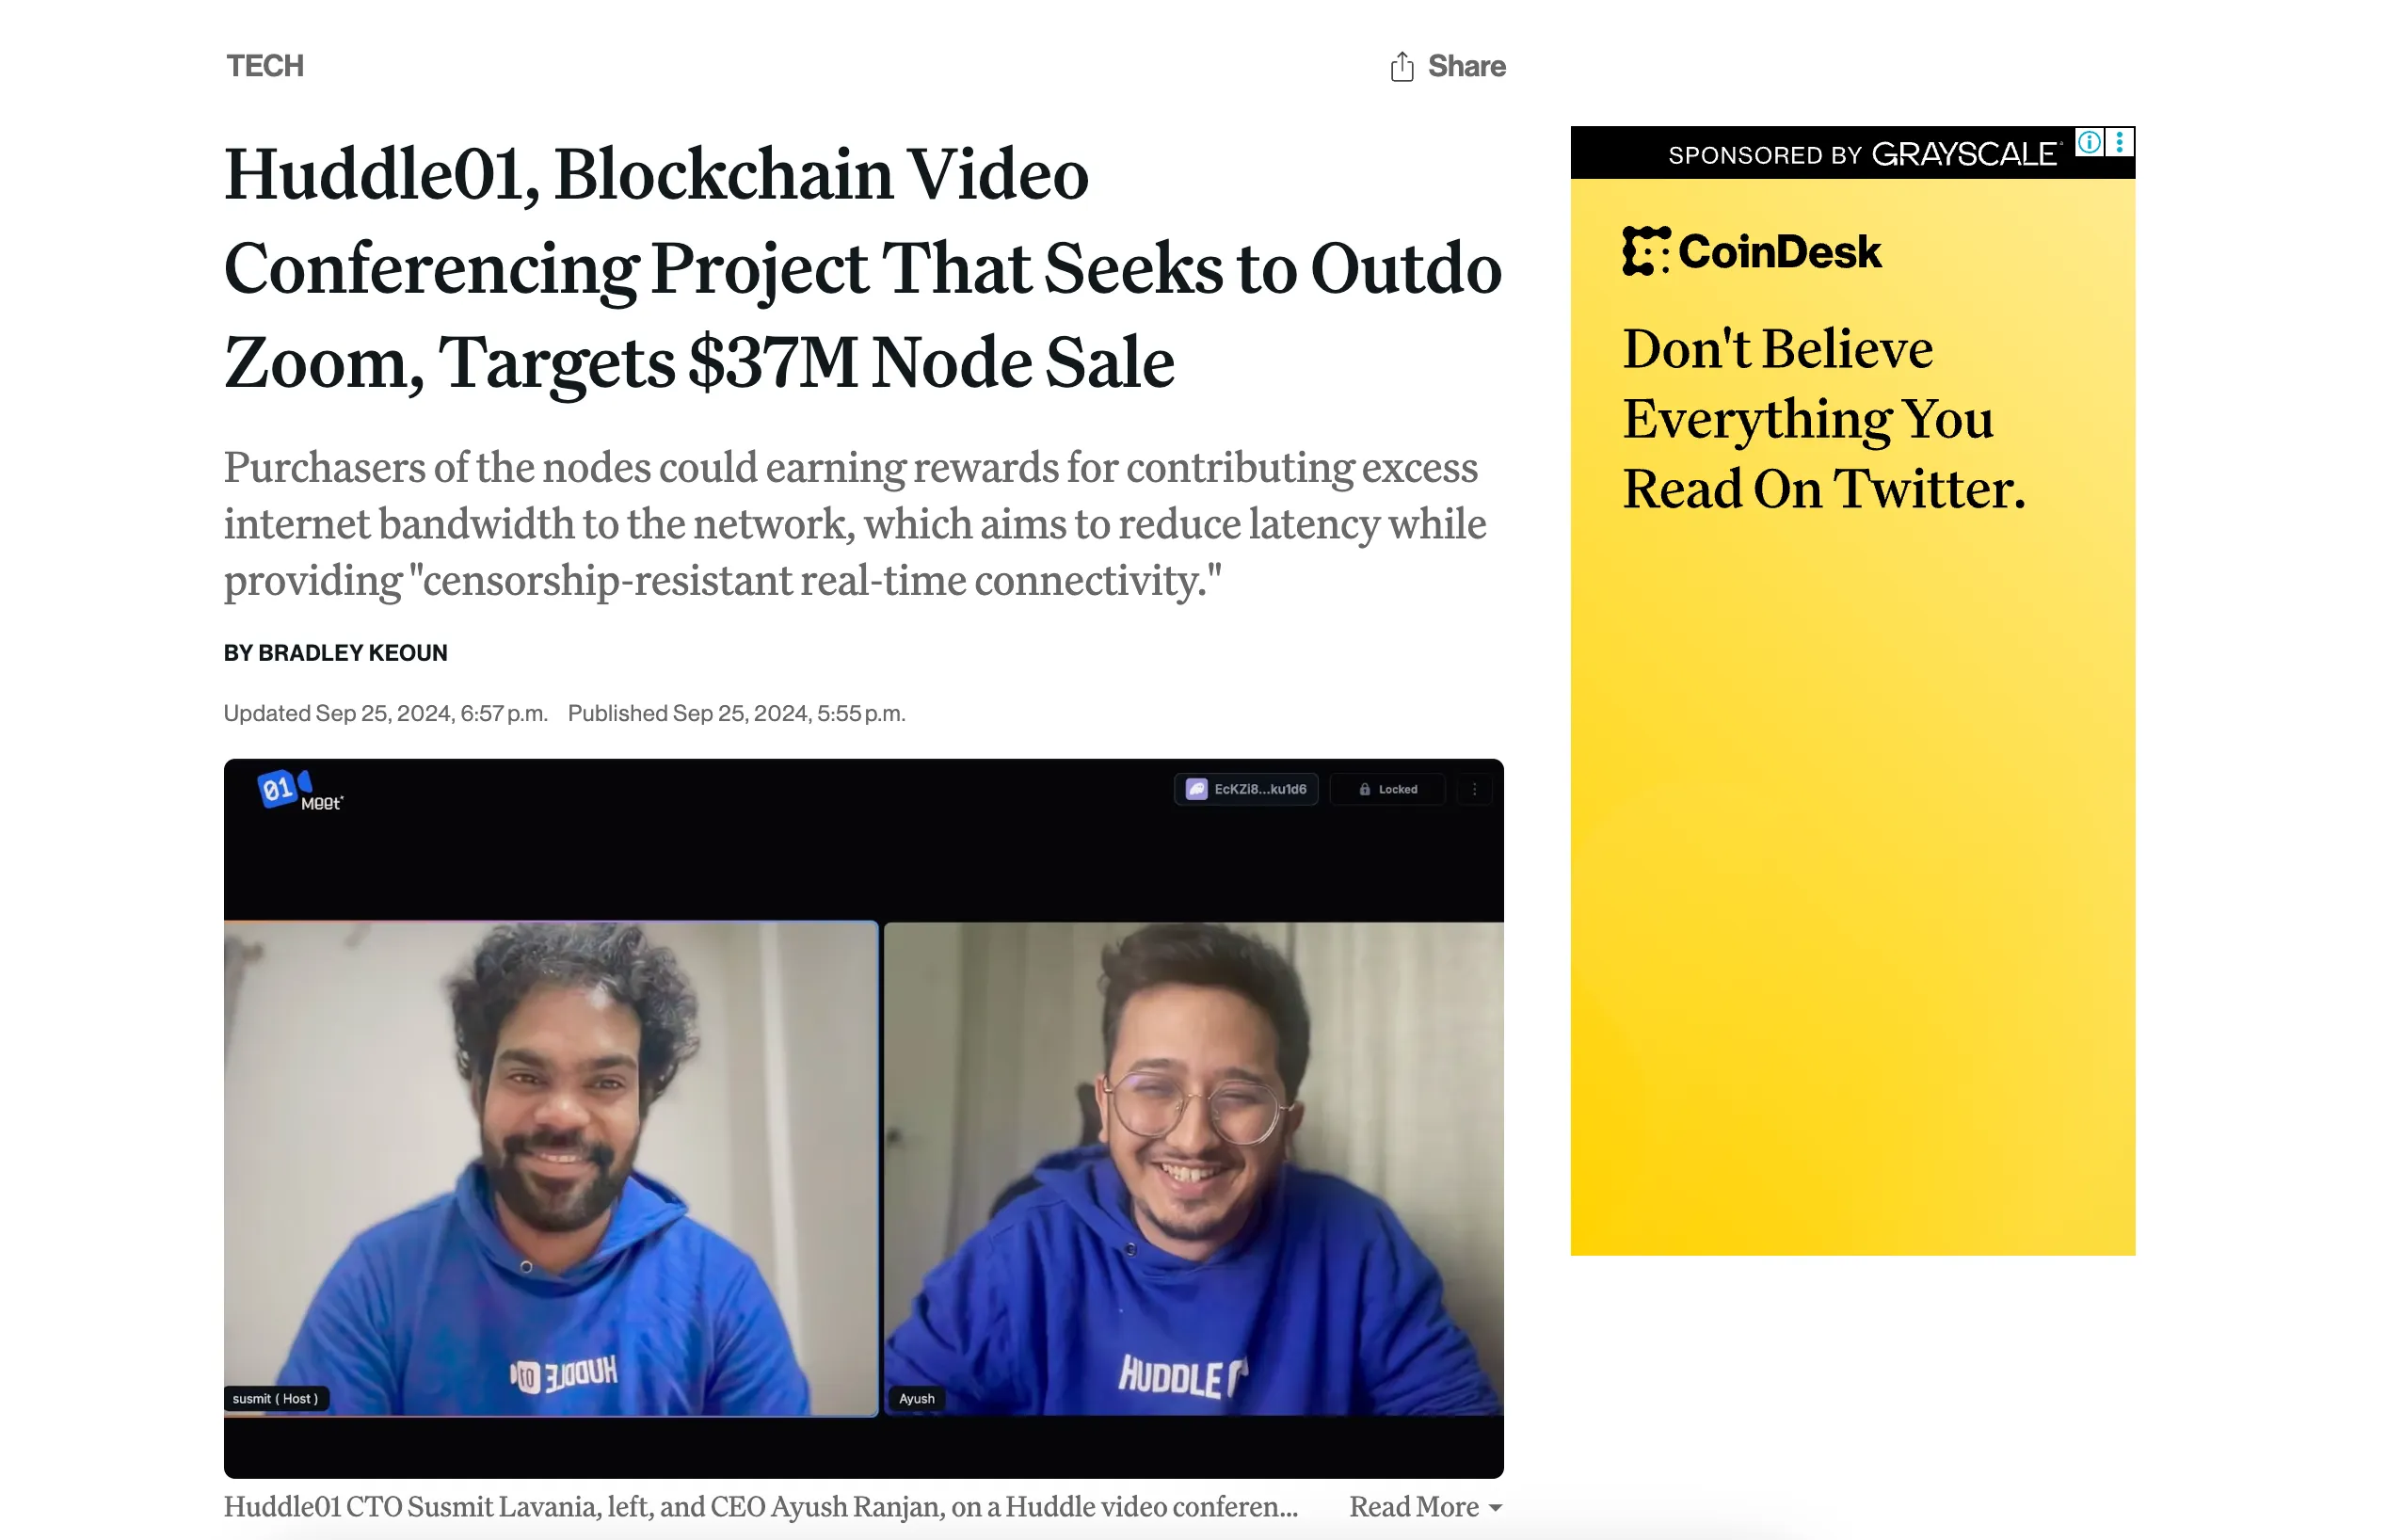 TECH
Share
Huddle01, Blockchain Video
Conferencing Project That Seeks to Outdo
Zoom, Targets $37M Node Sale
Purchasers of the nodes could earning rewards for contributing excess
internet bandwidth to the network, which aims to reduce latency while
providing "censorship-resistant real-time connectivity."
BY BRADLEY KEOUN
Updated Sep 25, 2024, 6:57 p.m. Published Sep 25, 2024, 5:55 p.m.
01
Meet
EcKZi8...ku1d6
Locked
HUDDLE 01
HUDDLE
susmit ( Host )
Ayush
Huddle01 CTO Susmit Lavania, left, and CEO Ayush Ranjan, on a Huddle video conferen...
Read More
SPONSORED BY GRAYSCALE
CoinDesk
Don't Believe
Everything You
Read On Twitter.